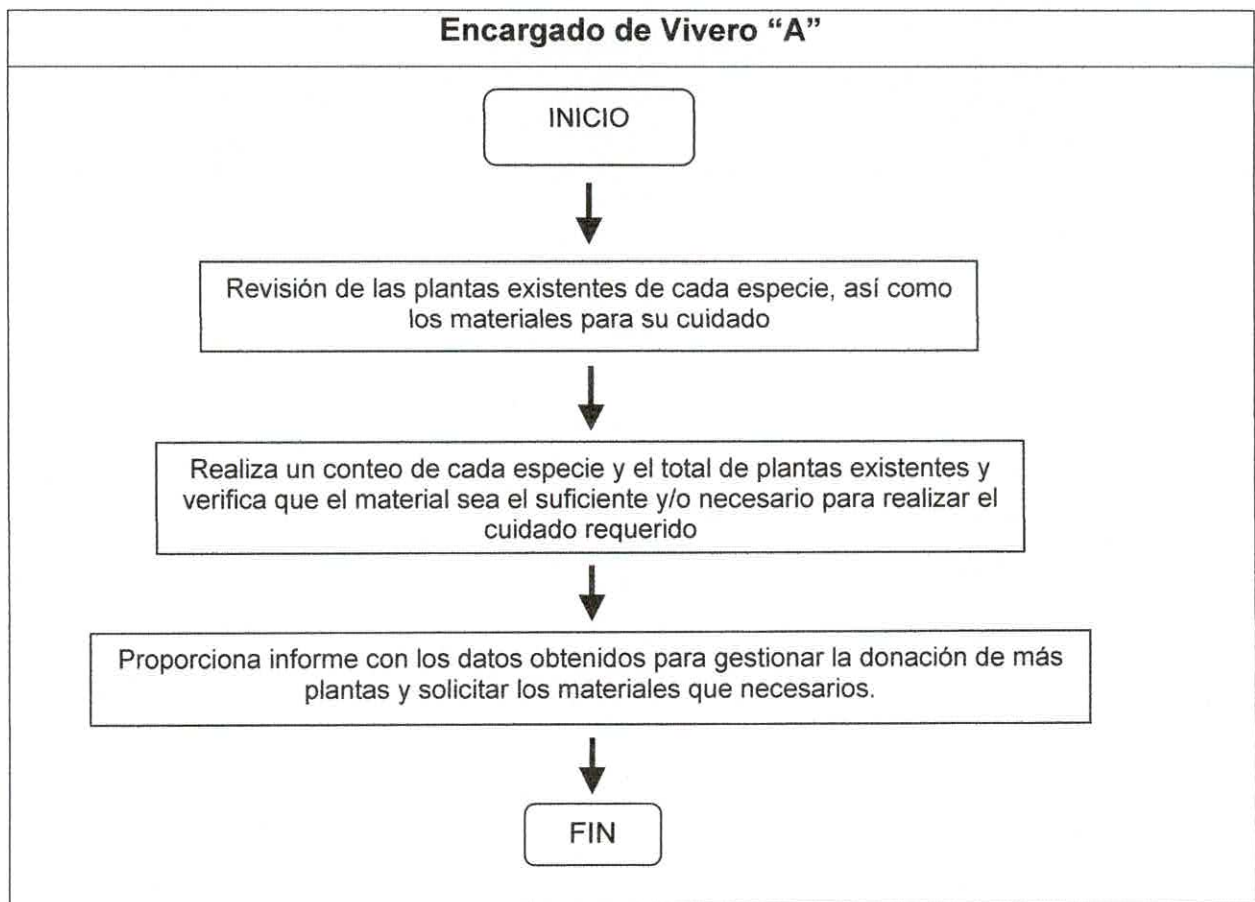 Encargado de Vivero “A”
INICIO
Revisión de las plantas existentes de cada especie, así como
los materiales para su cuidado
Realiza un conteo de cada especie y el total de plantas existentes y
verifica que el material sea el suficiente y/o necesario para realizar el
cuidado requerido
Proporciona informe con los datos obtenidos para gestionar la donación de más
plantas y solicitar los materiales que necesarios.
FIN